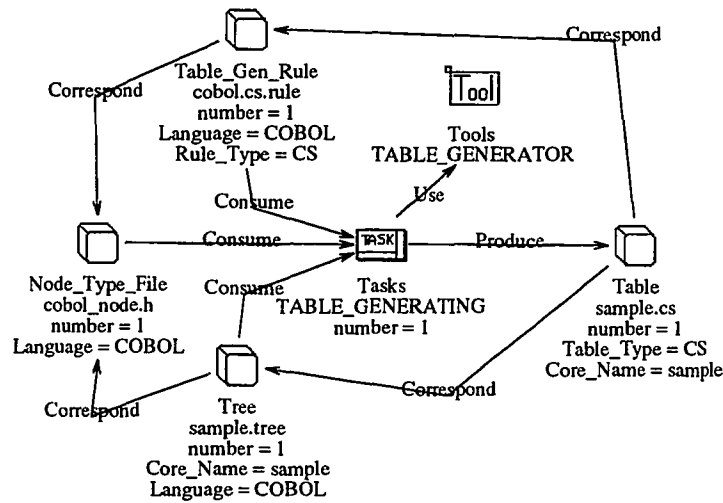 Correspond
Correspond
Table_Gen_Rule
cobol.cs.rule
number = 1
Language = COBOL
Rule_Type = CS
Tool
Tools
TABLE_GENERATOR
Consume
Use
Consume
TASK
Produce
Node_Type_File
cobol_node.h
number = 1
Language = COBOL
Consume
Tasks
TABLE_GENERATING
number = 1
Table
sample.cs
number = 1
Table_Type = CS
Core_Name = sample
Correspond
Correspond
Tree
sample.tree
number = 1
Core_Name = sample
Language = COBOL